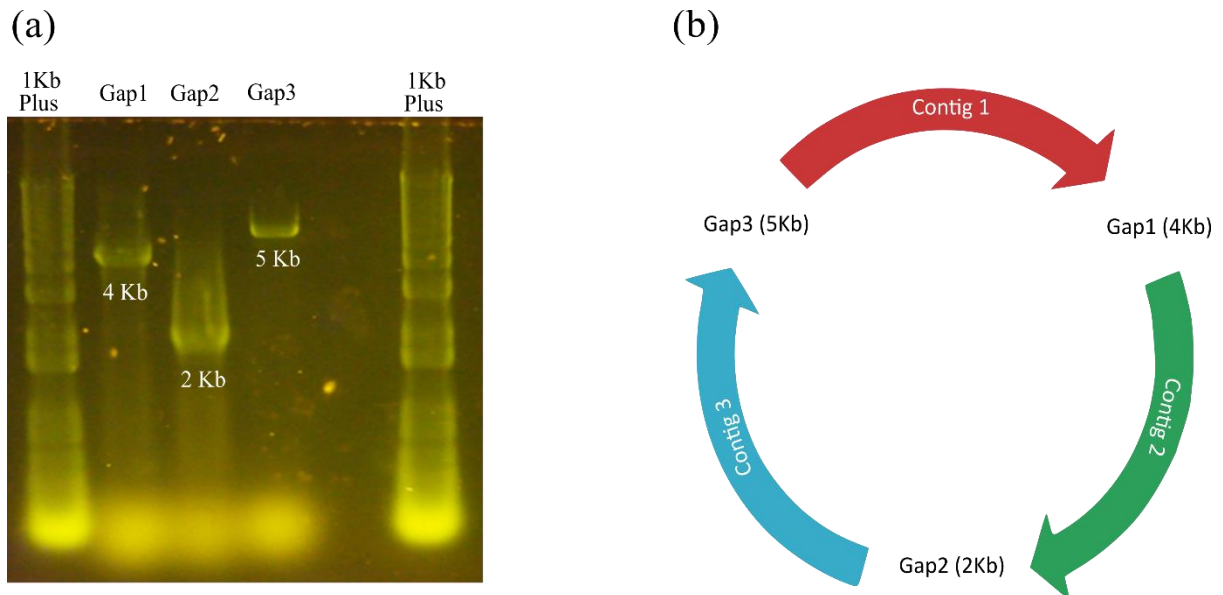 (a)
1Kb
Plus
Gap1
Gap2
Gap3
1Kb
Plus
4 Kb
2 Kb
5 Kb
(b)
Contig 1
Gap3 (5Kb)
Gap1 (4Kb)
Contig 2
Contig 3
Gap2 (2Kb)